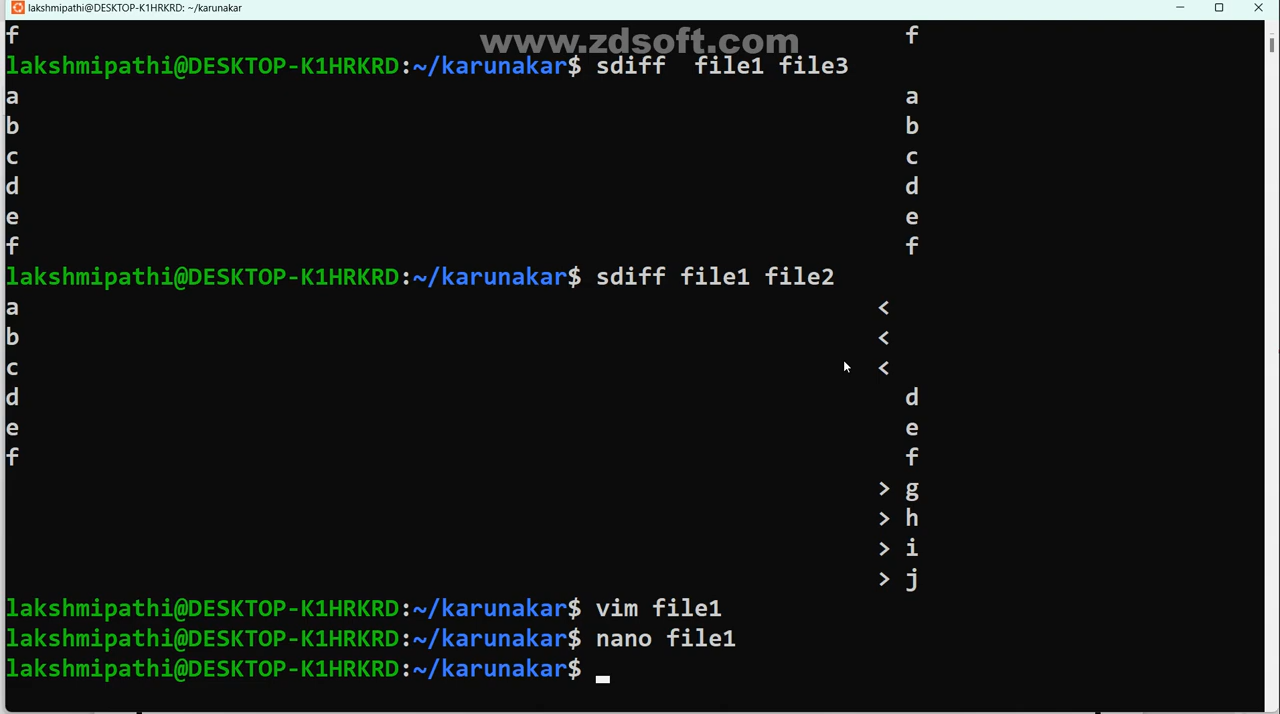 lakshmipathi@DESKTOP-K1HRKRD: ~/karunakar
www.zdsoft.com
f f
lakshmipathi@DESKTOP-K1HRKRD:~/karunakar$ sdiff  file1 file3
a a
b b
c c
d d
e e
f f
lakshmipathi@DESKTOP-K1HRKRD:~/karunakar$ sdiff file1 file2
a <
b <
c <
d d
e e
f f
> g
> h
> i
> j
lakshmipathi@DESKTOP-K1HRKRD:~/karunakar$ vim file1
lakshmipathi@DESKTOP-K1HRKRD:~/karunakar$ nano file1
lakshmipathi@DESKTOP-K1HRKRD:~/karunakar$